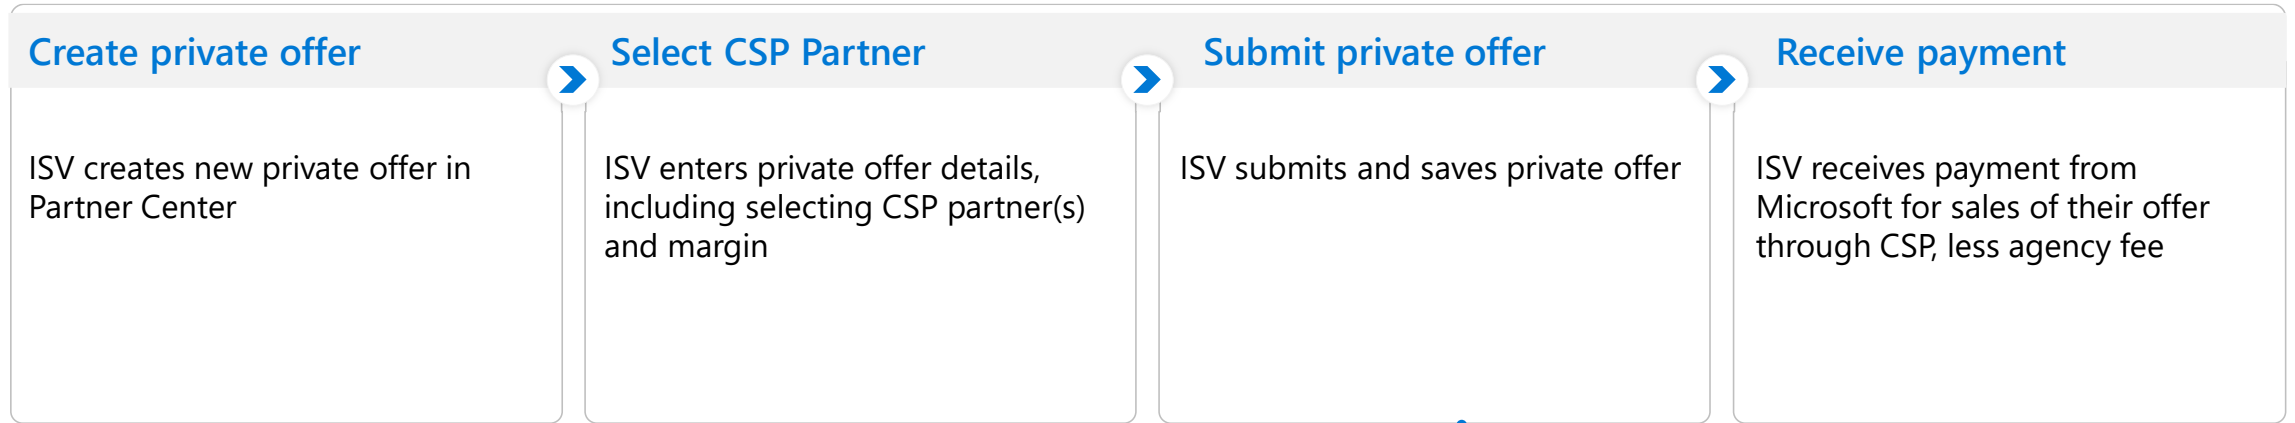 Create private offer
Select CSP Partner
Submit private offer
Receive payment
ISV creates new private offer in
Partner Center
ISV enters private offer details,
including selecting CSP partner(s)
and margin
ISV submits and saves private offer
ISV receives payment from
Microsoft for sales of their offer
through CSP, less agency fee